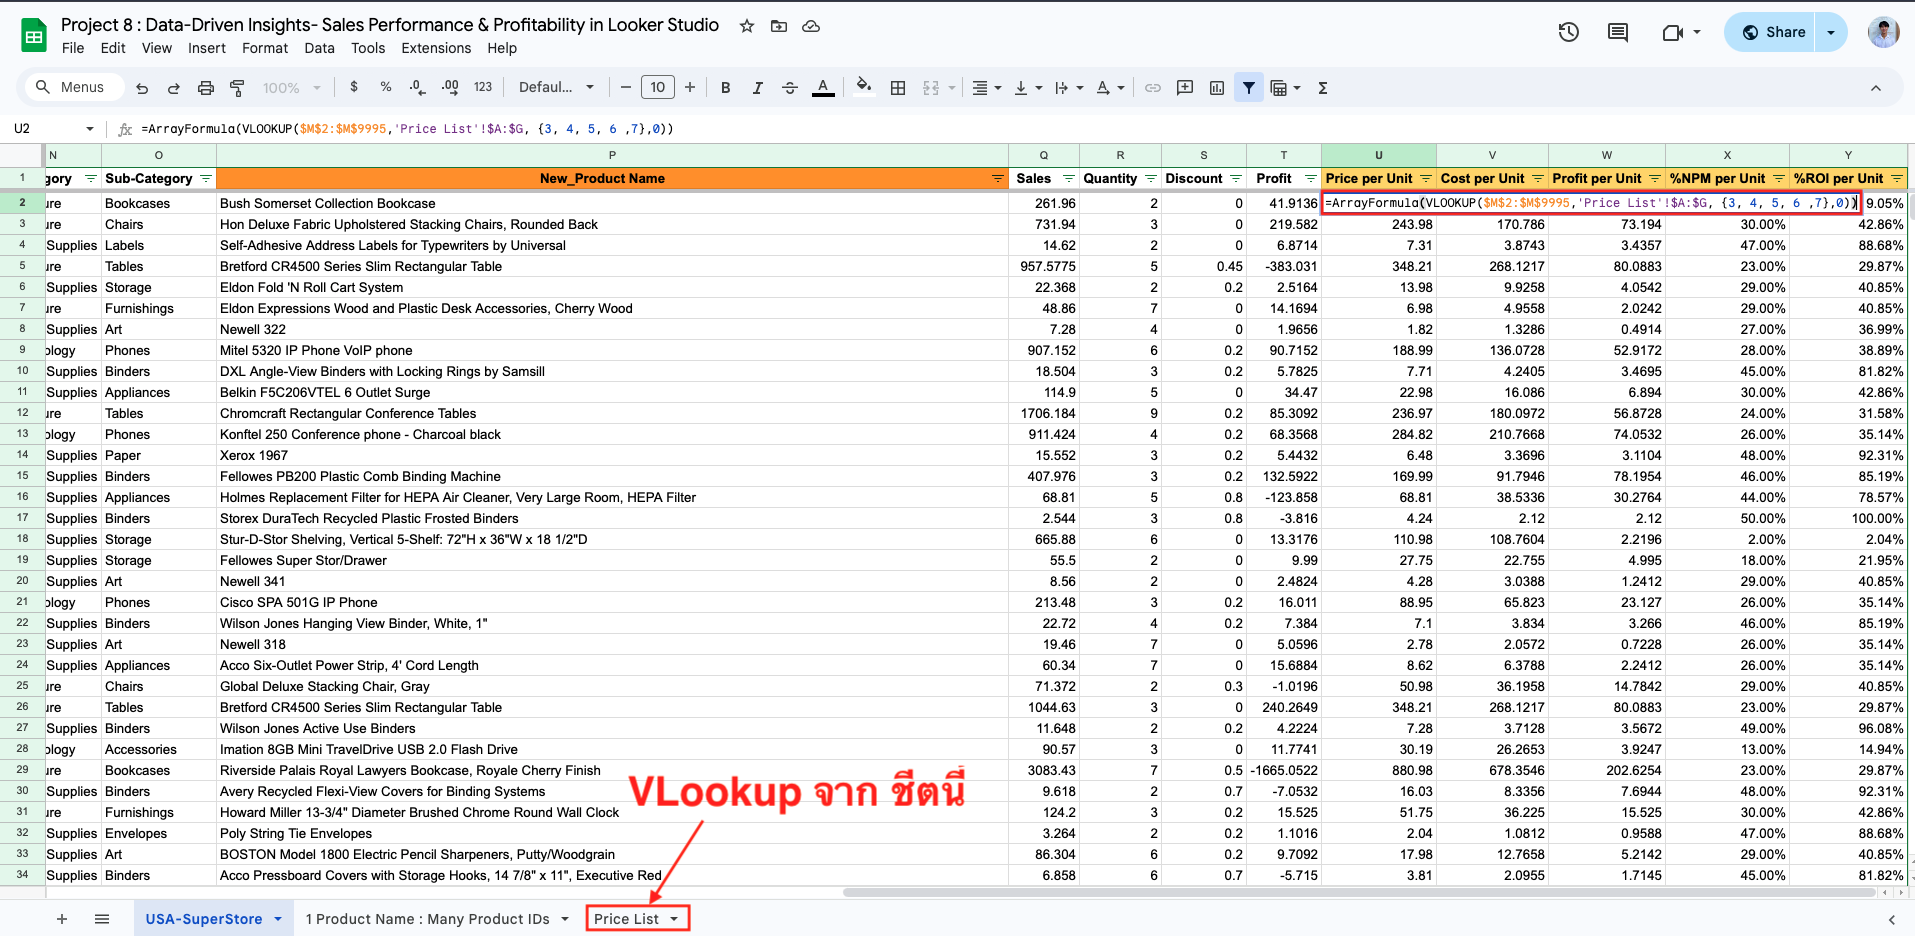 Project 8 : Data-Driven Insights- Sales Performance & Profitability in Looker Studio
File Edit View Insert Format Data Tools Extensions Help
Share
Menus 100% $ % .0 .00 123 Defaul... − 10 + B I A Σ
U2 fx =ArrayFormula(VLOOKUP($M$2:$M$9995,'Price List'!$A:$G, {3, 4, 5, 6 ,7},0))
N O P Q R S T U V W X Y
1 gory Sub-Category New_Product Name Sales Quantity Discount Profit Price per Unit Cost per Unit Profit per Unit %NPM per Unit %ROI per Unit
2 ure Bookcases Bush Somerset Collection Bookcase 261.96 2 0 41.9136 =ArrayFormula(VLOOKUP($M$2:$M$9995,'Price List'!$A:$G, {3, 4, 5, 6 ,7},0)) 9.05%
3 ure Chairs Hon Deluxe Fabric Upholstered Stacking Chairs, Rounded Back 731.94 3 0 219.582 243.98 170.786 73.194 30.00% 42.86%
4 Supplies Labels Self-Adhesive Address Labels for Typewriters by Universal 14.62 2 0 6.8714 7.31 3.8743 3.4357 47.00% 88.68%
5 ure Tables Bretford CR4500 Series Slim Rectangular Table 957.5775 5 0.45 -383.031 348.21 268.1217 80.0883 23.00% 29.87%
6 Supplies Storage Eldon Fold 'N Roll Cart System 22.368 2 0.2 2.5164 13.98 9.9258 4.0542 29.00% 40.85%
7 ure Furnishings Eldon Expressions Wood and Plastic Desk Accessories, Cherry Wood 48.86 7 0 14.1694 6.98 4.9558 2.0242 29.00% 40.85%
8 Supplies Art Newell 322 7.28 4 0 1.9656 1.82 1.3286 0.4914 27.00% 36.99%
9 ology Phones Mitel 5320 IP Phone VoIP phone 907.152 6 0.2 90.7152 188.99 136.0728 52.9172 28.00% 38.89%
10 Supplies Binders DXL Angle-View Binders with Locking Rings by Samsill 18.504 3 0.2 5.7825 7.71 4.2405 3.4695 45.00% 81.82%
11 Supplies Appliances Belkin F5C206VTEL 6 Outlet Surge 114.9 5 0 34.47 22.98 16.086 6.894 30.00% 42.86%
12 ure Tables Chromcraft Rectangular Conference Tables 1706.184 9 0.2 85.3092 236.97 180.0972 56.8728 24.00% 31.58%
13 ology Phones Konftel 250 Conference phone - Charcoal black 911.424 4 0.2 68.3568 284.82 210.7668 74.0532 26.00% 35.14%
14 Supplies Paper Xerox 1967 15.552 3 0.2 5.4432 6.48 3.3696 3.1104 48.00% 92.31%
15 Supplies Binders Fellowes PB200 Plastic Comb Binding Machine 407.976 3 0.2 132.5922 169.99 91.7946 78.1954 46.00% 85.19%
16 Supplies Appliances Holmes Replacement Filter for HEPA Air Cleaner, Very Large Room, HEPA Filter 68.81 5 0.8 -123.858 68.81 38.5336 30.2764 44.00% 78.57%
17 Supplies Binders Storex DuraTech Recycled Plastic Frosted Binders 2.544 3 0.8 -3.816 4.24 2.12 2.12 50.00% 100.00%
18 Supplies Storage Stur-D-Stor Shelving, Vertical 5-Shelf: 72"H x 36"W x 18 1/2"D 665.88 6 0 13.3176 110.98 108.7604 2.2196 2.00% 2.04%
19 Supplies Storage Fellowes Super Stor/Drawer 55.5 2 0 9.99 27.75 22.755 4.995 18.00% 21.95%
20 Supplies Art Newell 341 8.56 2 0 2.4824 4.28 3.0388 1.2412 29.00% 40.85%
21 ology Phones Cisco SPA 501G IP Phone 213.48 3 0.2 16.011 88.95 65.823 23.127 26.00% 35.14%
22 Supplies Binders Wilson Jones Hanging View Binder, White, 1" 22.72 4 0.2 7.384 7.1 3.834 3.266 46.00% 85.19%
23 Supplies Art Newell 318 19.46 7 0 5.0596 2.78 2.0572 0.7228 26.00% 35.14%
24 Supplies Appliances Acco Six-Outlet Power Strip, 4' Cord Length 60.34 7 0 15.6884 8.62 6.3788 2.2412 26.00% 35.14%
25 ure Chairs Global Deluxe Stacking Chair, Gray 71.372 2 0.3 -1.0196 50.98 36.1958 14.7842 29.00% 40.85%
26 ure Tables Bretford CR4500 Series Slim Rectangular Table 1044.63 3 0 240.2649 348.21 268.1217 80.0883 23.00% 29.87%
27 Supplies Binders Wilson Jones Active Use Binders 11.648 2 0.2 4.2224 7.28 3.7128 3.5672 49.00% 96.08%
28 ology Accessories Imation 8GB Mini TravelDrive USB 2.0 Flash Drive 90.57 3 0 11.7741 30.19 26.2653 3.9247 13.00% 14.94%
29 ure Bookcases Riverside Palais Royal Lawyers Bookcase, Royale Cherry Finish 3083.43 7 0.5 -1665.0522 880.98 678.3546 202.6254 23.00% 29.87%
30 Supplies Binders Avery Recycled Flexi-View Covers for Binding Systems 9.618 2 0.7 -7.0532 16.03 8.3356 7.6944 48.00% 92.31%
VLookup จาก ชีตนี้
31 ure Furnishings Howard Miller 13-3/4" Diameter Brushed Chrome Round Wall Clock 124.2 3 0.2 15.525 51.75 36.225 15.525 30.00% 42.86%
32 Supplies Envelopes Poly String Tie Envelopes 3.264 2 0.2 1.1016 2.04 1.0812 0.9588 47.00% 88.68%
33 Supplies Art BOSTON Model 1800 Electric Pencil Sharpeners, Putty/Woodgrain 86.304 6 0.2 9.7092 17.98 12.7658 5.2142 29.00% 40.85%
34 Supplies Binders Acco Pressboard Covers with Storage Hooks, 14 7/8" x 11", Executive Red 6.858 6 0.7 -5.715 3.81 2.0955 1.7145 45.00% 81.82%
USA-SuperStore 1 Product Name : Many Product IDs Price List